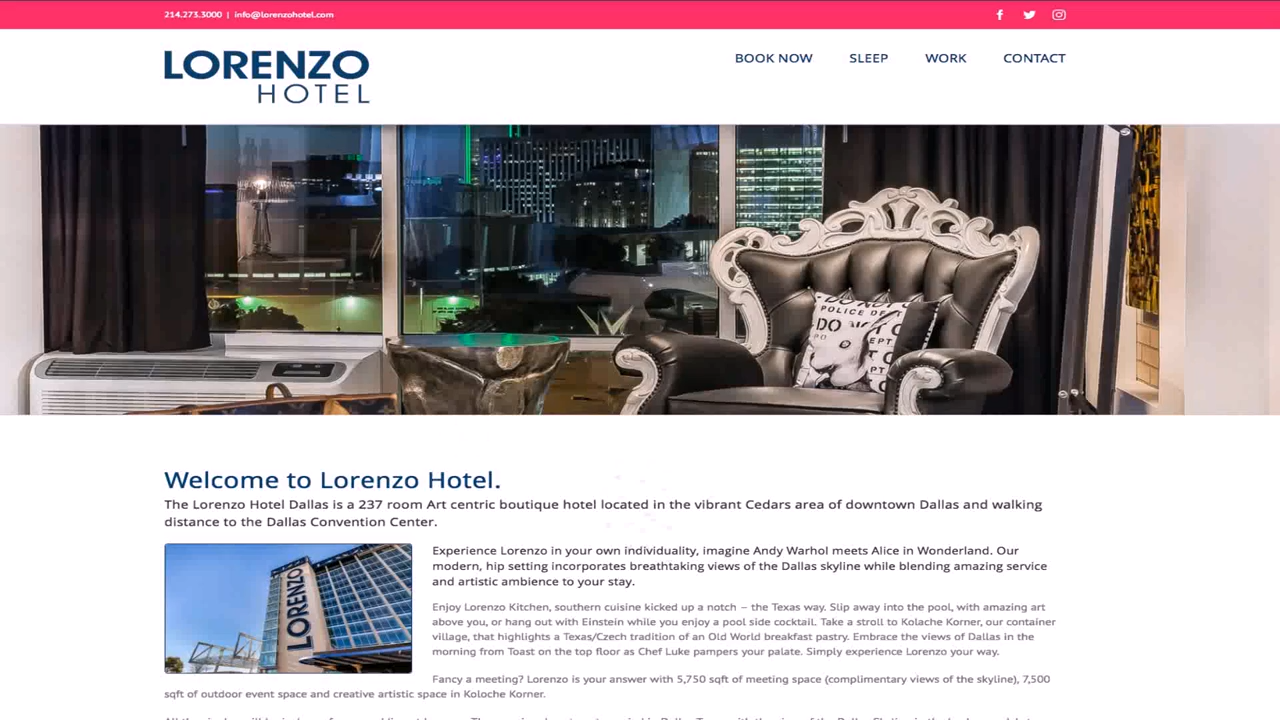 214.273.3000 | info@lorenzohotel.com
LORENZO
HOTEL
BOOK NOW
SLEEP
WORK
CONTACT
POLICE DE
DO
Welcome to Lorenzo Hotel.
The Lorenzo Hotel Dallas is a 237 room Art centric boutique hotel located in the vibrant Cedars area of downtown Dallas and walking
distance to the Dallas Convention Center.
LORENZO
Experience Lorenzo in your own individuality, imagine Andy Warhol meets Alice in Wonderland. Our
modern, hip setting incorporates breathtaking views of the Dallas skyline while blending amazing service
and artistic ambience to your stay.
Enjoy Lorenzo Kitchen, southern cuisine kicked up a notch – the Texas way. Slip away into the pool, with amazing art
above you, or hang out with Einstein while you enjoy a pool side cocktail. Take a stroll to Kolache Korner, our container
village, that highlights a Texas/Czech tradition of an Old World breakfast pastry. Embrace the views of Dallas in the
morning from Toast on the top floor as Chef Luke pampers your palate. Simply experience Lorenzo your way.
Fancy a meeting? Lorenzo is your answer with 5,750 sqft of meeting space (complimentary views of the skyline), 7,500
sqft of outdoor event space and creative artistic space in Koloche Korner.